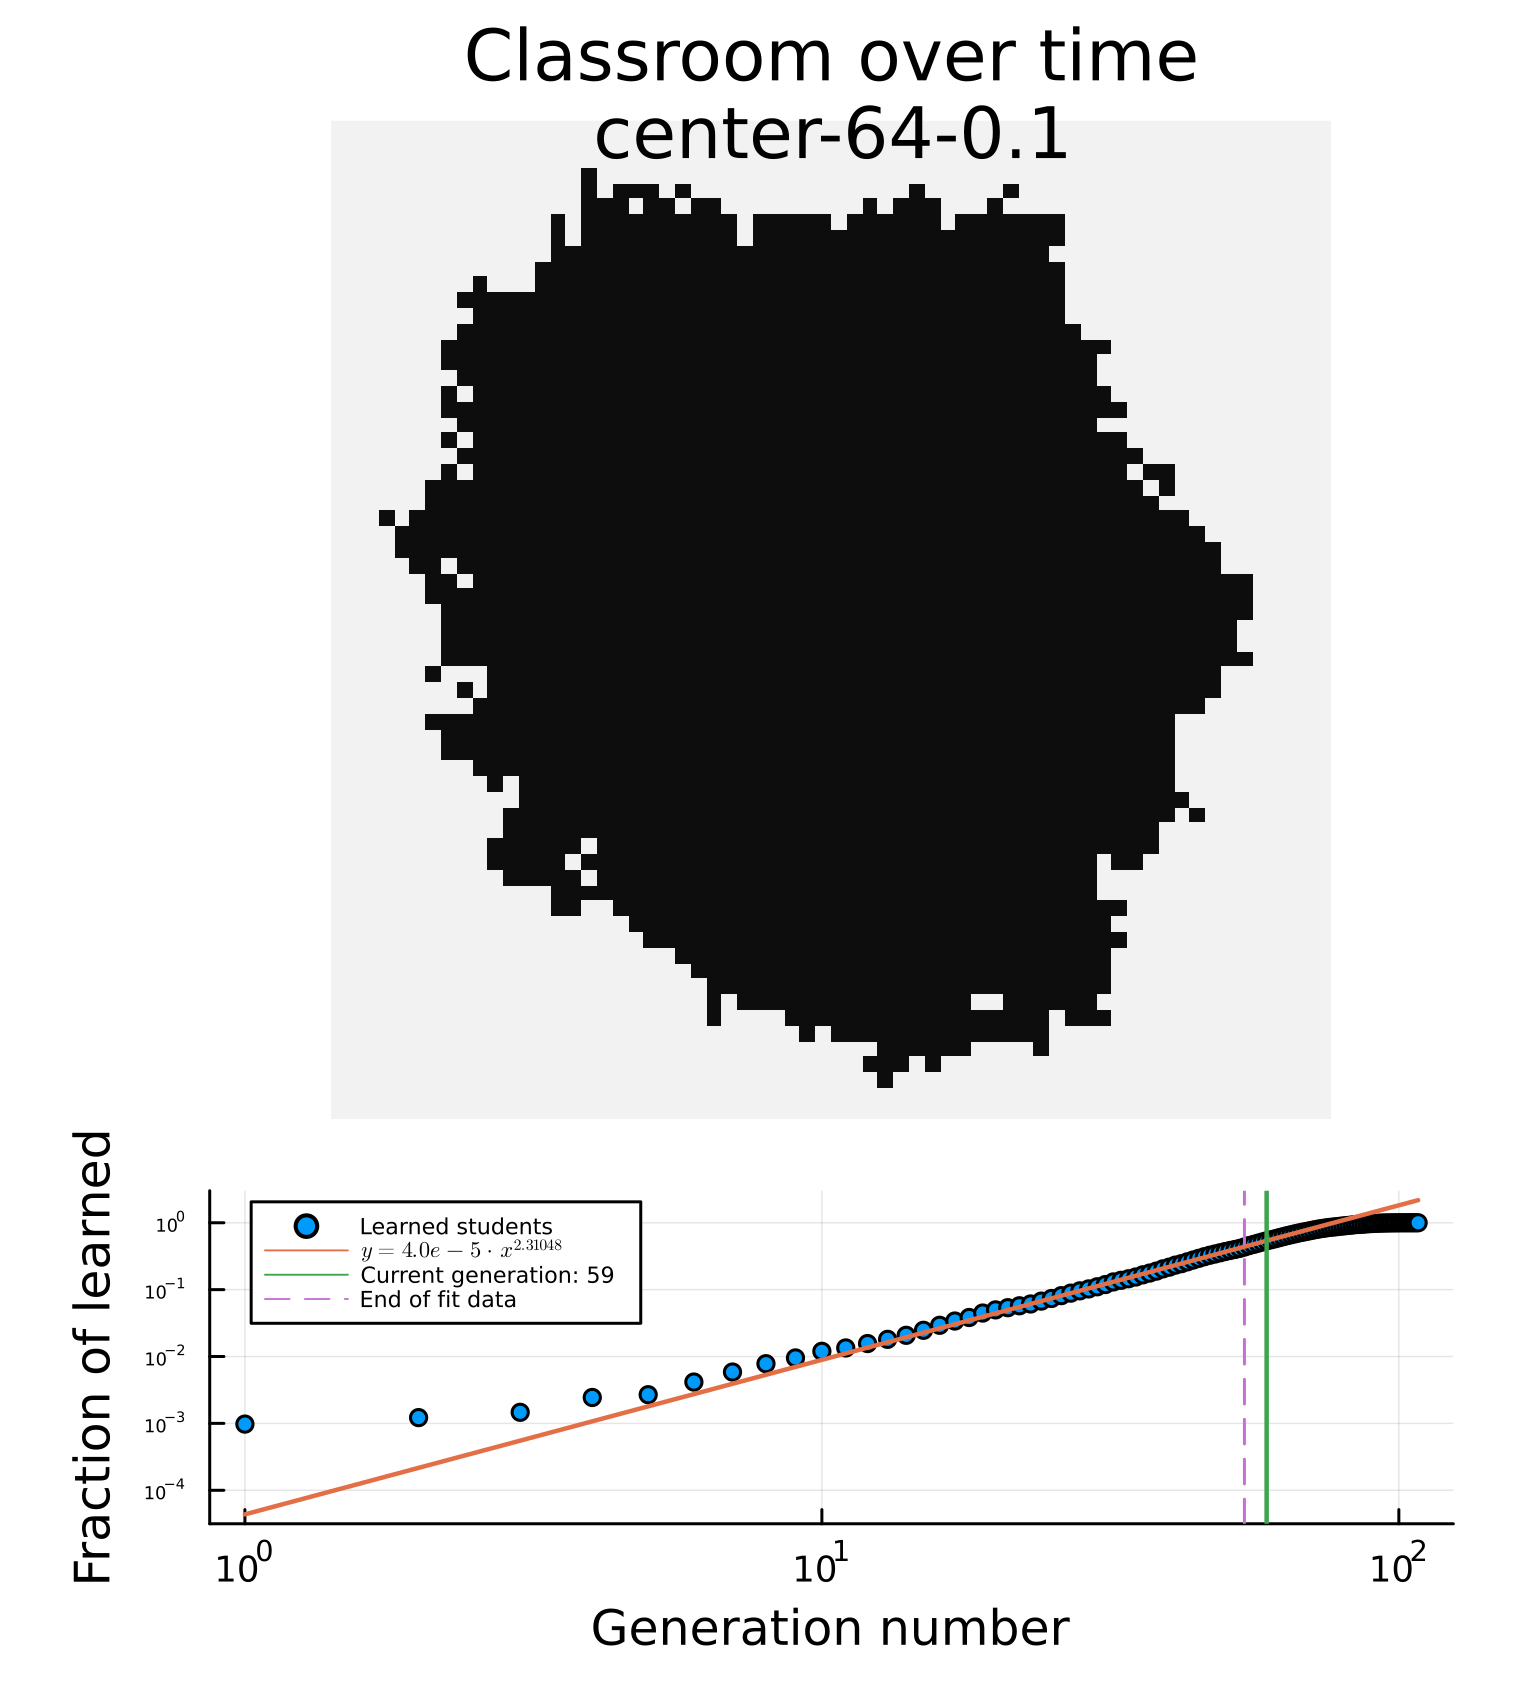 Classroom over time
center-64-0.1
Fraction of learned
10^0
10^-1
10^-2
10^-3
10^-4
Learned students
y = 4.0e − 5 · x^2.31048
Current generation: 59
End of fit data
10^0 10^1 10^2
Generation number